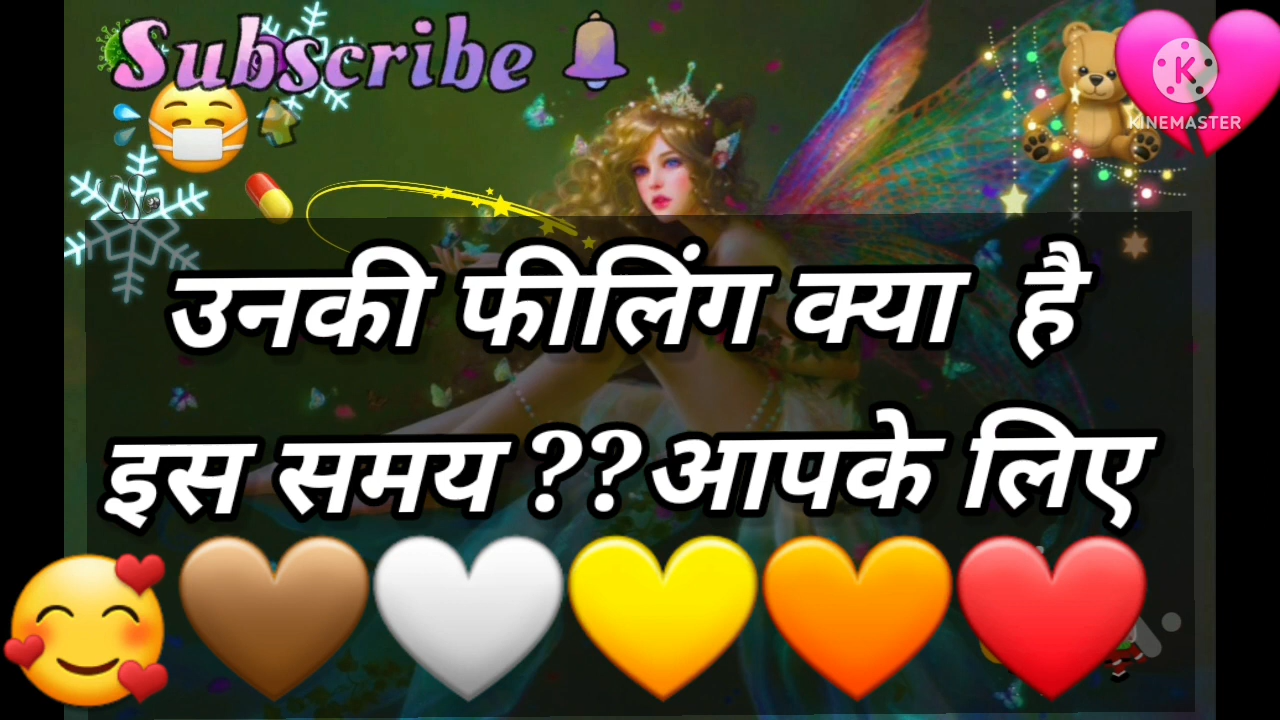 Subscribe
KINEMASTER
उनकी फीलिंग क्या है
इस समय ??आपके लिए